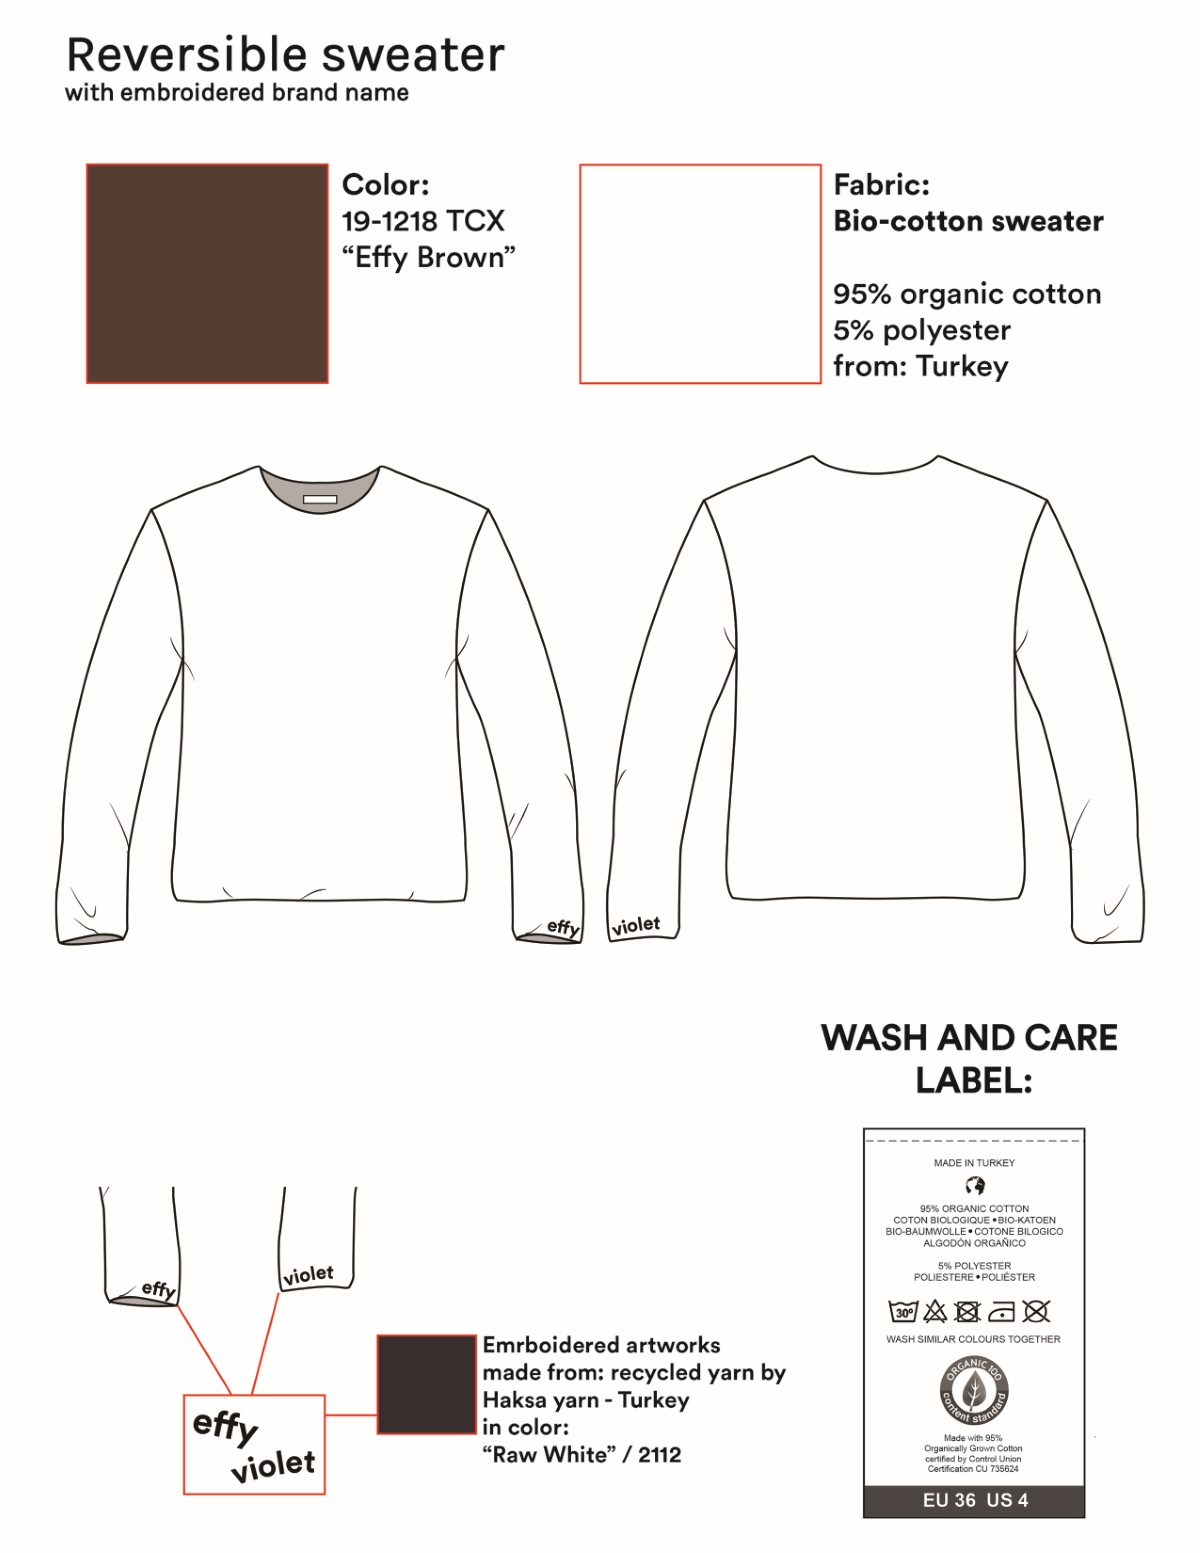 Reversible sweater
with embroidered brand name
Color:
19-1218 TCX
“Effy Brown”
Fabric:
Bio-cotton sweater
95% organic cotton
5% polyester
from: Turkey
effy
violet
WASH AND CARE
LABEL:
MADE IN TURKEY
95% ORGANIC COTTON
COTON BIOLOGIQUE • BIO-KATOEN
BIO-BAUMWOLLE • COTONE BILOGICO
ALGODÓN ORGAÑICO
5% POLYESTER
POLIESTERE • POLIÉSTER
30º
WASH SIMILAR COLOURS TOGETHER
ORGANIC 100
content standard
Made with 95%
Organically Grown Cotton
certified by Control Union
Certification CU 735624
EU 36 US 4
effy
violet
Emrboidered artworks
made from: recycled yarn by
Haksa yarn - Turkey
in color:
“Raw White” / 2112
effy
violet